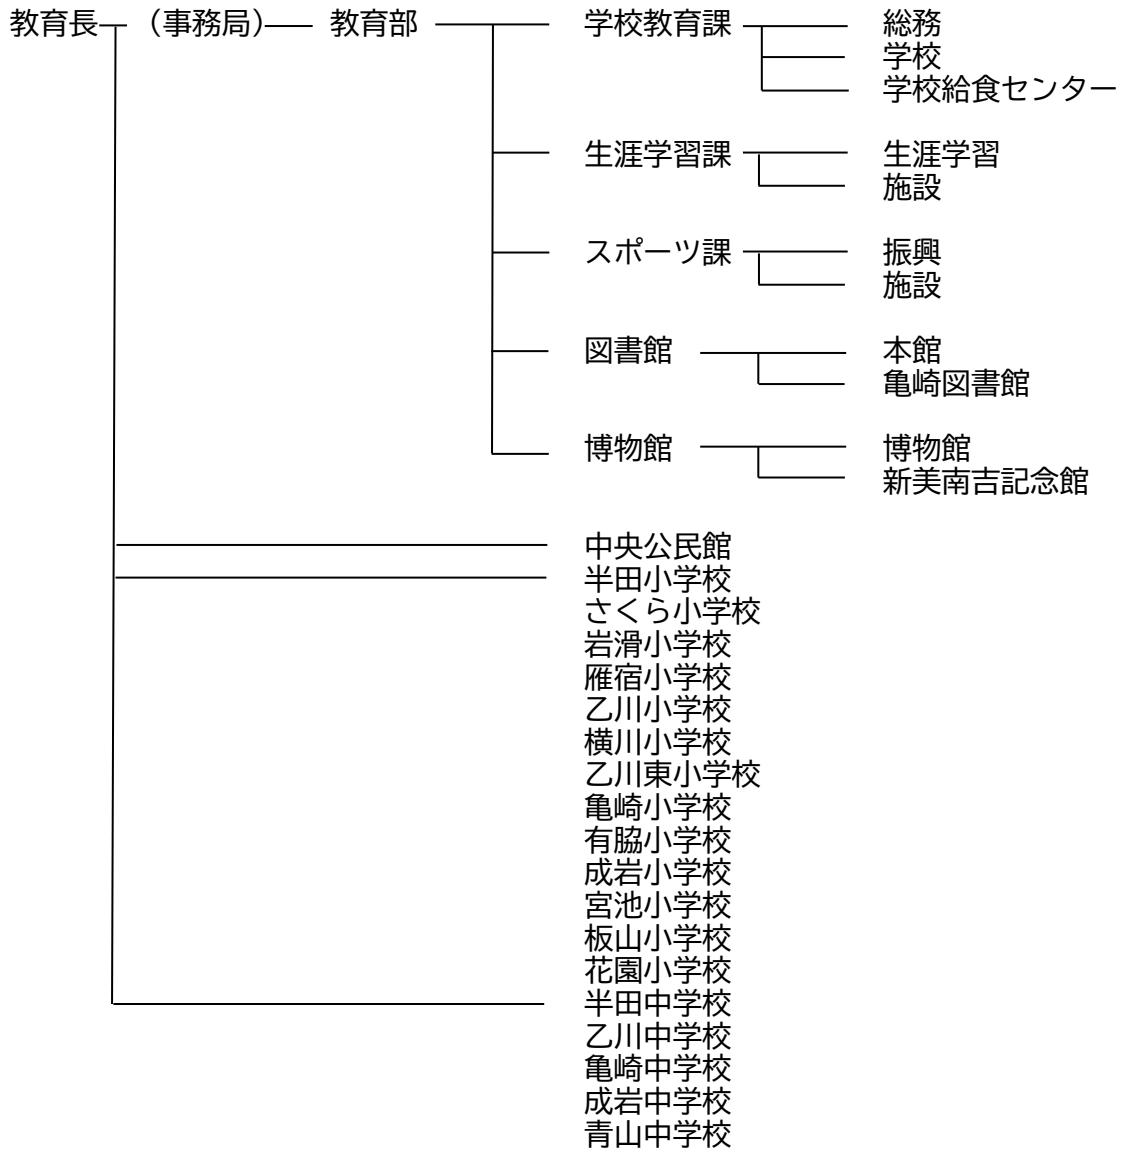 教育長 （事務局） 教育部 学校教育課 総務
学校
学校給食センター
生涯学習課 生涯学習
施設
スポーツ課 振興
施設
図書館 本館
亀崎図書館
博物館 博物館
新美南吉記念館
中央公民館
半田小学校
さくら小学校
岩滑小学校
雁宿小学校
乙川小学校
横川小学校
乙川東小学校
亀崎小学校
有脇小学校
成岩小学校
宮池小学校
板山小学校
花園小学校
半田中学校
乙川中学校
亀崎中学校
成岩中学校
青山中学校